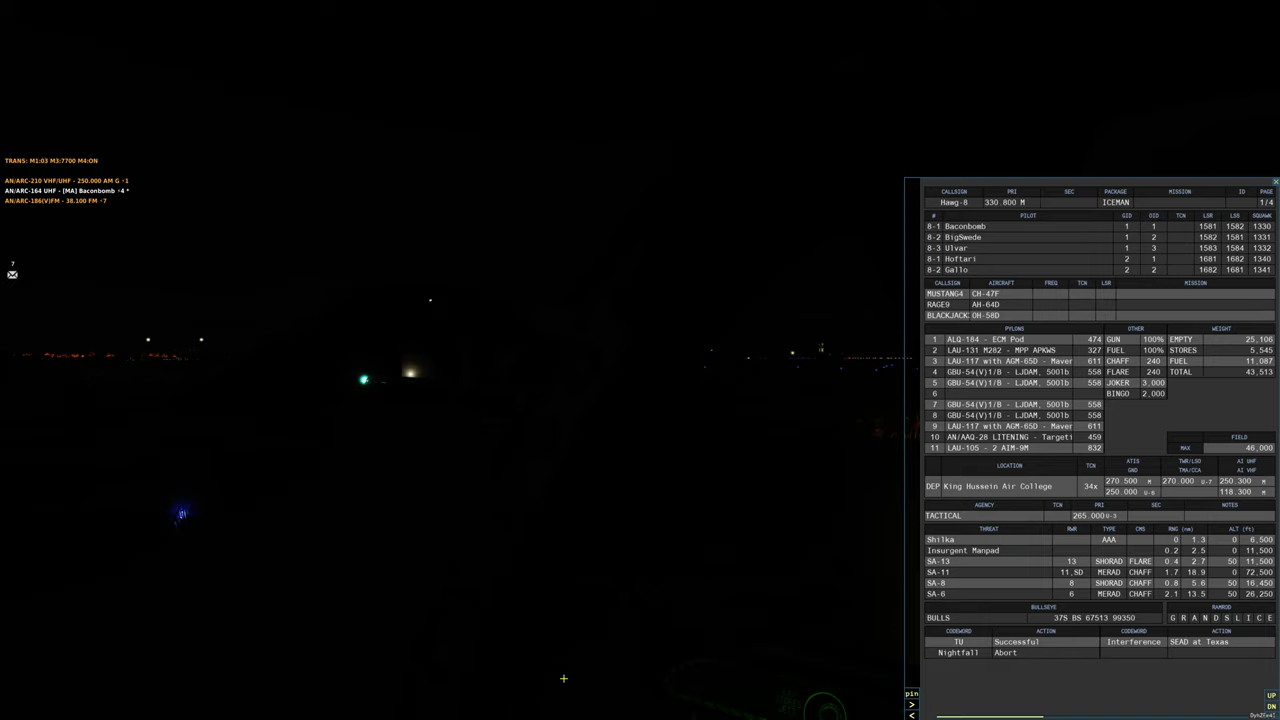 TRANS: M1:03 M3:7700 M4:ON
AN/ARC-210 VHF/UHF - 250.000 AM G
AN/ARC-164 UHF - [MA] Baconbomb
AN/ARC-186(V)FM - 38.100 FM
7
CALLSIGN PRI SEC PACKAGE MISSION ID PAGE
Hawg-8 330.800 M ICEMAN 1/4
# PILOT GID OID TCN LSR LSS SQUAWK
8-1 Baconbomb 1 1 1581 1582 1330
8-2 BigSwede 1 2 1582 1581 1331
8-3 Ulvar 1 3 1583 1584 1332
8-1 Hoftari 2 1 1681 1682 1340
8-2 Gallo 2 2 1682 1681 1341
CALLSIGN AIRCRAFT FREQ TCN LSR MISSION
MUSTANG4 CH-47F
RAGE9 AH-64D
BLACKJACK OH-58D
PYLONS OTHER WEIGHT
1 ALQ-184 - ECM Pod 474 GUN 100% EMPTY 25,106
2 LAU-131 M282 - MPP APKWS 327 FUEL 100% STORES 5,545
3 LAU-117 with AGM-65D - Maver 611 CHAFF 240 FUEL 11,087
4 GBU-54(V)1/B - LJDAM, 500lb 558 FLARE 240 TOTAL 43,513
5 GBU-54(V)1/B - LJDAM, 500lb 558 JOKER 3,000
6 BINGO 2,000
7 GBU-54(V)1/B - LJDAM, 500lb 558
8 GBU-54(V)1/B - LJDAM, 500lb 558
9 LAU-117 with AGM-65D - Maver 611
10 AN/AAQ-28 LITENING - Targeti 459 FIELD
11 LAU-105 - 2 AIM-9M 832 MAX 46,000
LOCATION TCN ATIS GND TWR/LSO TMA/CCA AI UHF AI VHF
DEP King Hussein Air College 34x 270.500 M 270.000 U-7 250.300 M
250.000 U-6 118.300 M
AGENCY TCN PRI SEC NOTES
TACTICAL 265.000 U-3
THREAT RWR TYPE CMS RNG (nm) ALT (ft)
Shilka AAA 0 1.3 0 6,500
Insurgent Manpad 0.2 2.5 0 11,500
SA-13 13 SHORAD FLARE 0.4 2.7 50 11,500
SA-11 11,SD MERAD CHAFF 1.7 18.9 0 72,500
SA-8 8 SHORAD CHAFF 0.8 5.6 50 16,450
SA-6 6 MERAD CHAFF 2.1 13.5 50 26,250
BULLSEYE RAMROD
BULLS 37S BS 67513 99350 G R A N D S L I C E
CODEWORD ACTION CODEWORD ACTION
TU Successful Interference SEAD at Texas
Nightfall Abort
pin UP
> DN
<